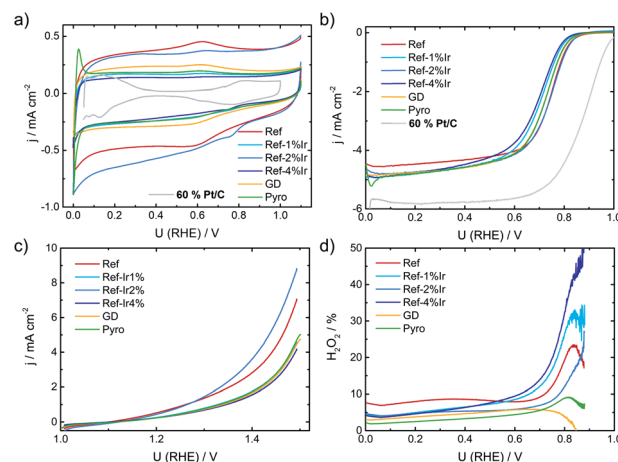 a)
0.5
0.0
-0.5
-1.0
j / mA cm⁻²
0.0 0.2 0.4 0.6 0.8 1.0
U (RHE) / V
Ref
Ref-1%Ir
Ref-2%Ir
Ref-4%Ir
GD
Pyro
60 % Pt/C
b)
0
-2
-4
-6
j / mA cm⁻²
0.0 0.2 0.4 0.6 0.8 1.0
U (RHE) / V
Ref
Ref-1%Ir
Ref-2%Ir
Ref-4%Ir
GD
Pyro
60 % Pt/C
c)
10
8
6
4
2
0
j / mA cm⁻²
1.0 1.2 1.4
U (RHE) / V
Ref
Ref-Ir1%
Ref-Ir2%
Ref-Ir4%
GD
Pyro
d)
50
40
30
20
10
0
H₂O₂ / %
0.0 0.2 0.4 0.6 0.8 1.0
U (RHE) / V
Ref
Ref-1%Ir
Ref-2%Ir
Ref-4%Ir
GD
Pyro